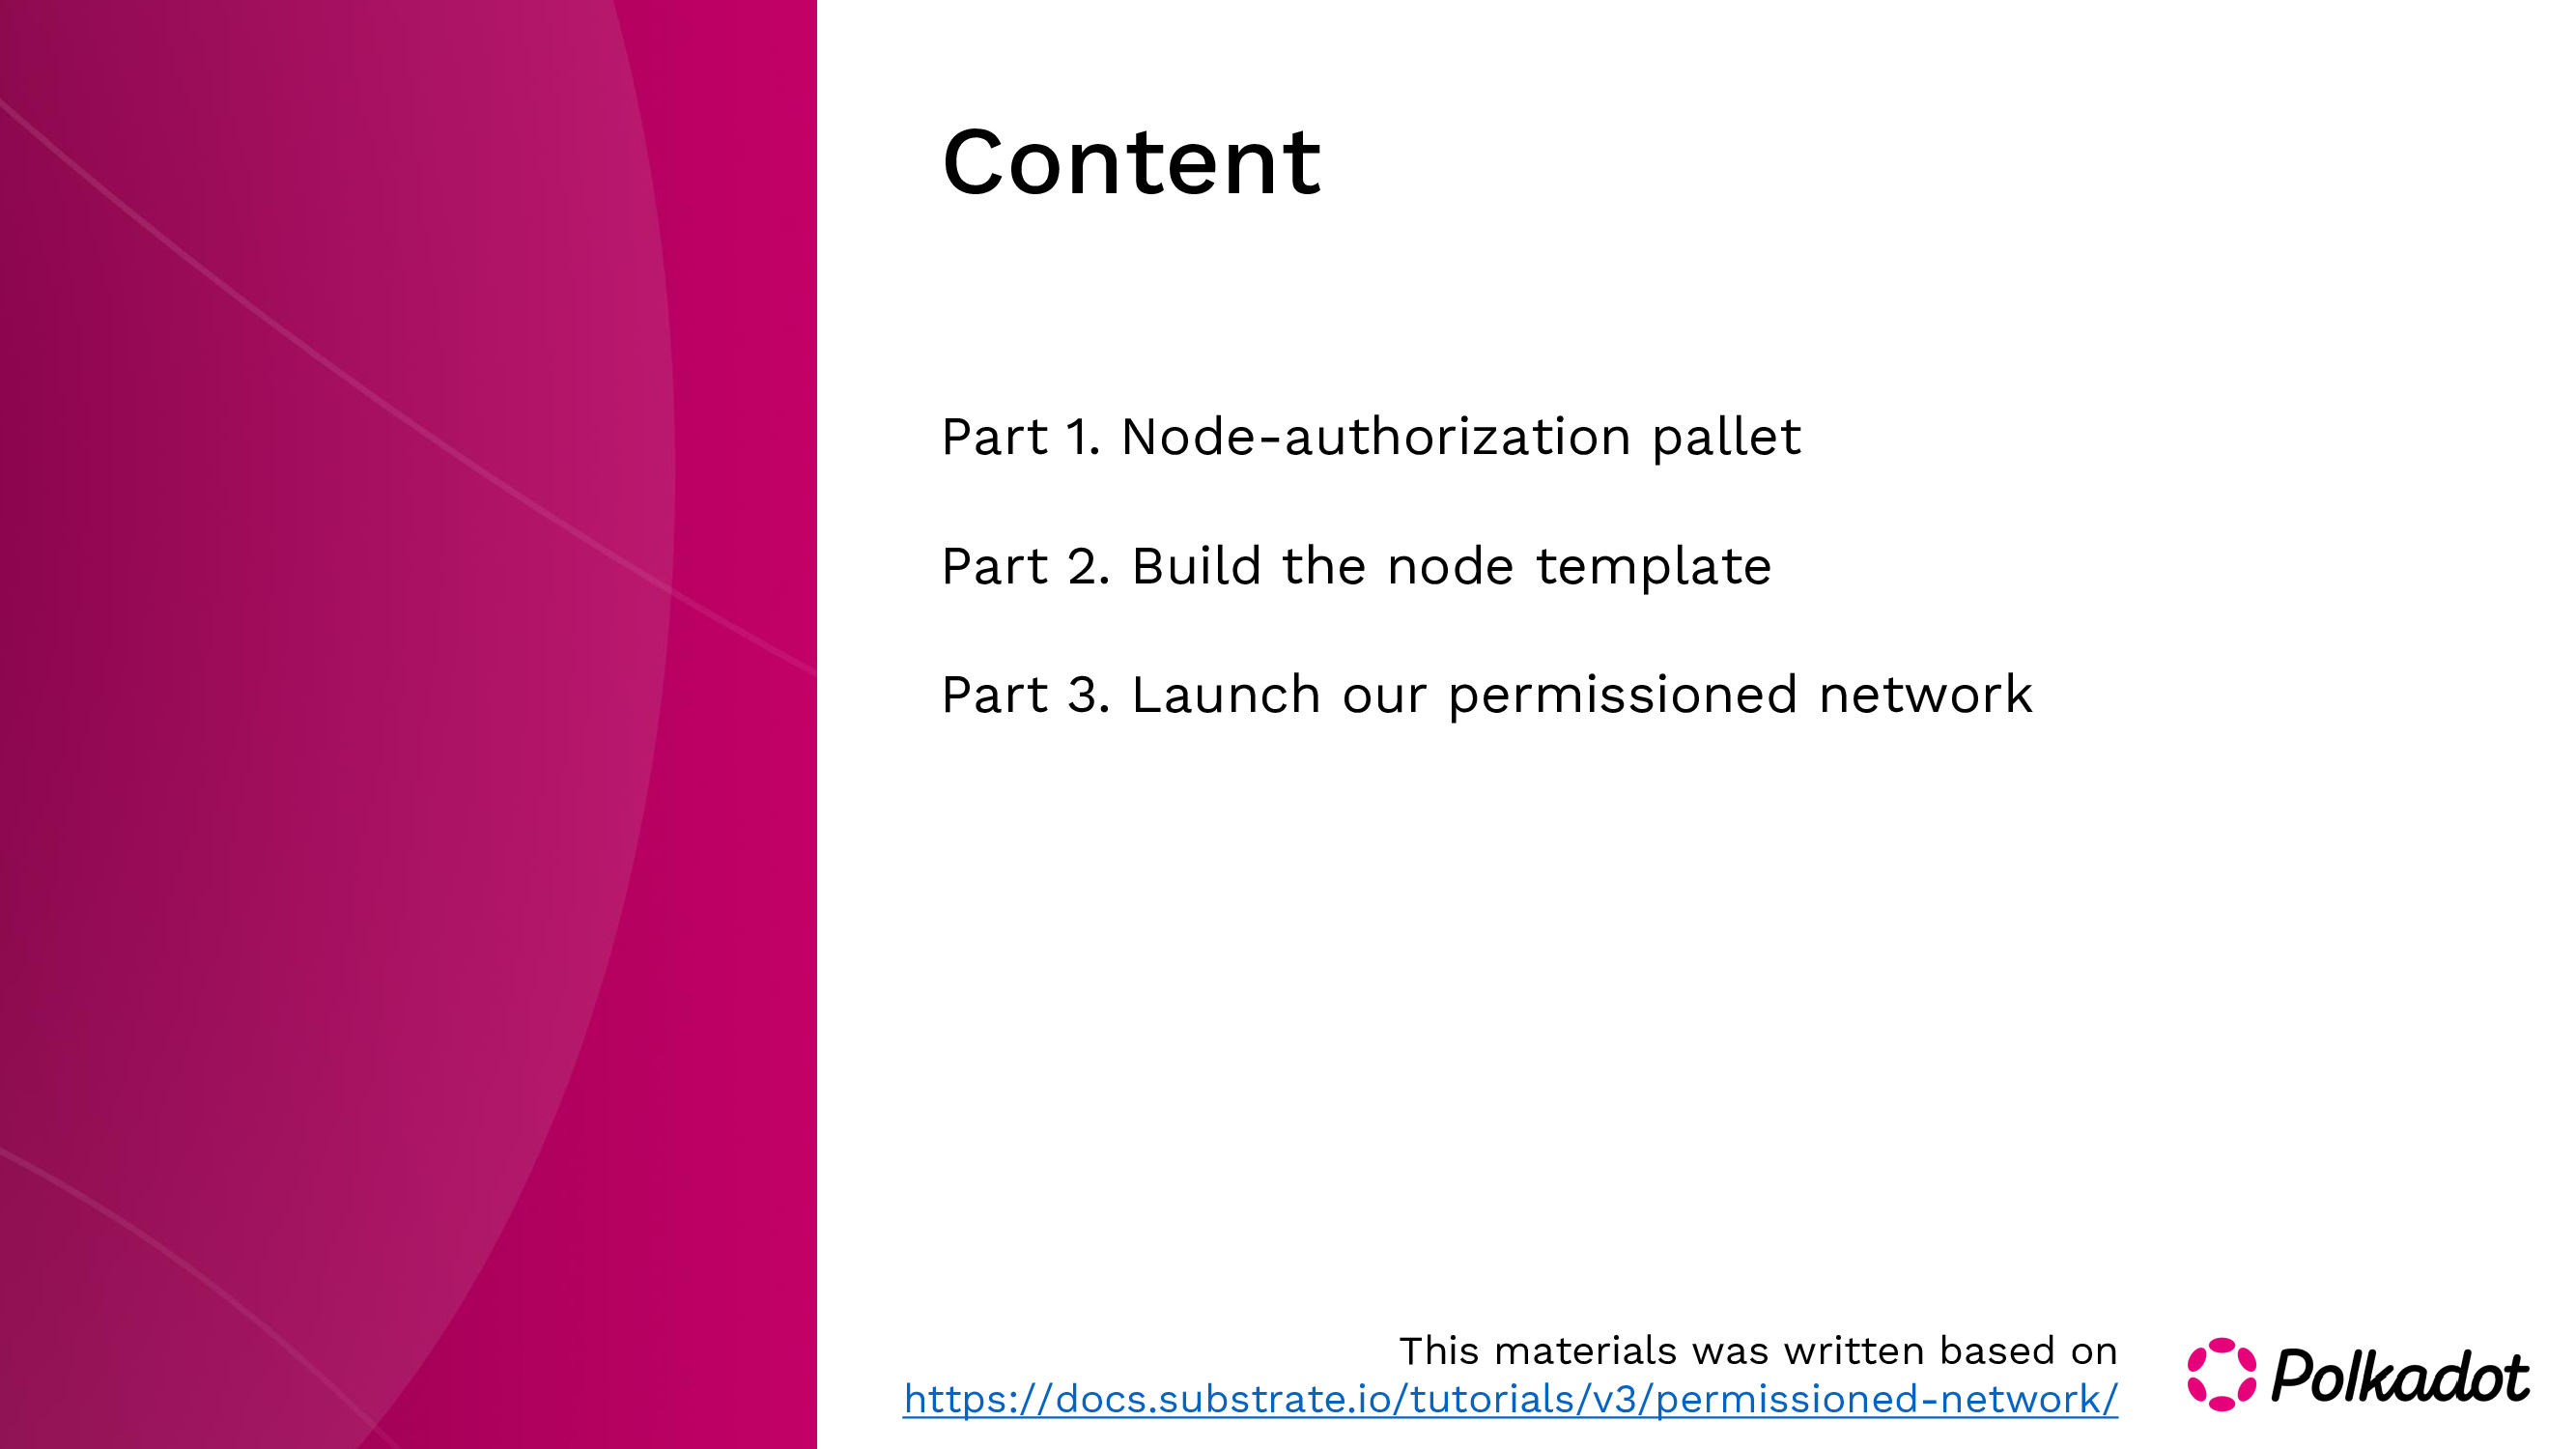 Content
Part 1. Node-authorization pallet
Part 2. Build the node template
Part 3. Launch our permissioned network
This materials was written based on
https://docs.substrate.io/tutorials/v3/permissioned-network/
Polkadot